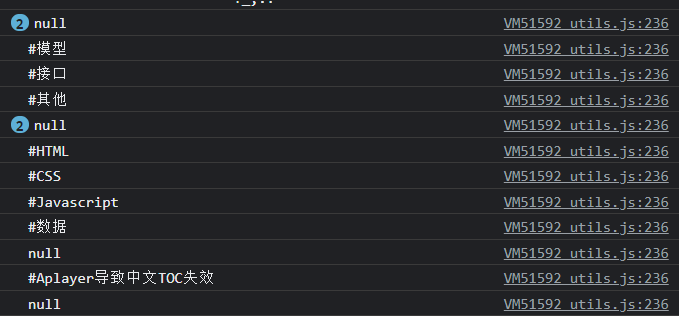 2 null VM51592 utils.js:236
#模型 VM51592 utils.js:236
#接口 VM51592 utils.js:236
#其他 VM51592 utils.js:236
2 null VM51592 utils.js:236
#HTML VM51592 utils.js:236
#CSS VM51592 utils.js:236
#Javascript VM51592 utils.js:236
#数据 VM51592 utils.js:236
null VM51592 utils.js:236
#Aplayer导致中文TOC失效 VM51592 utils.js:236
null VM51592 utils.js:236